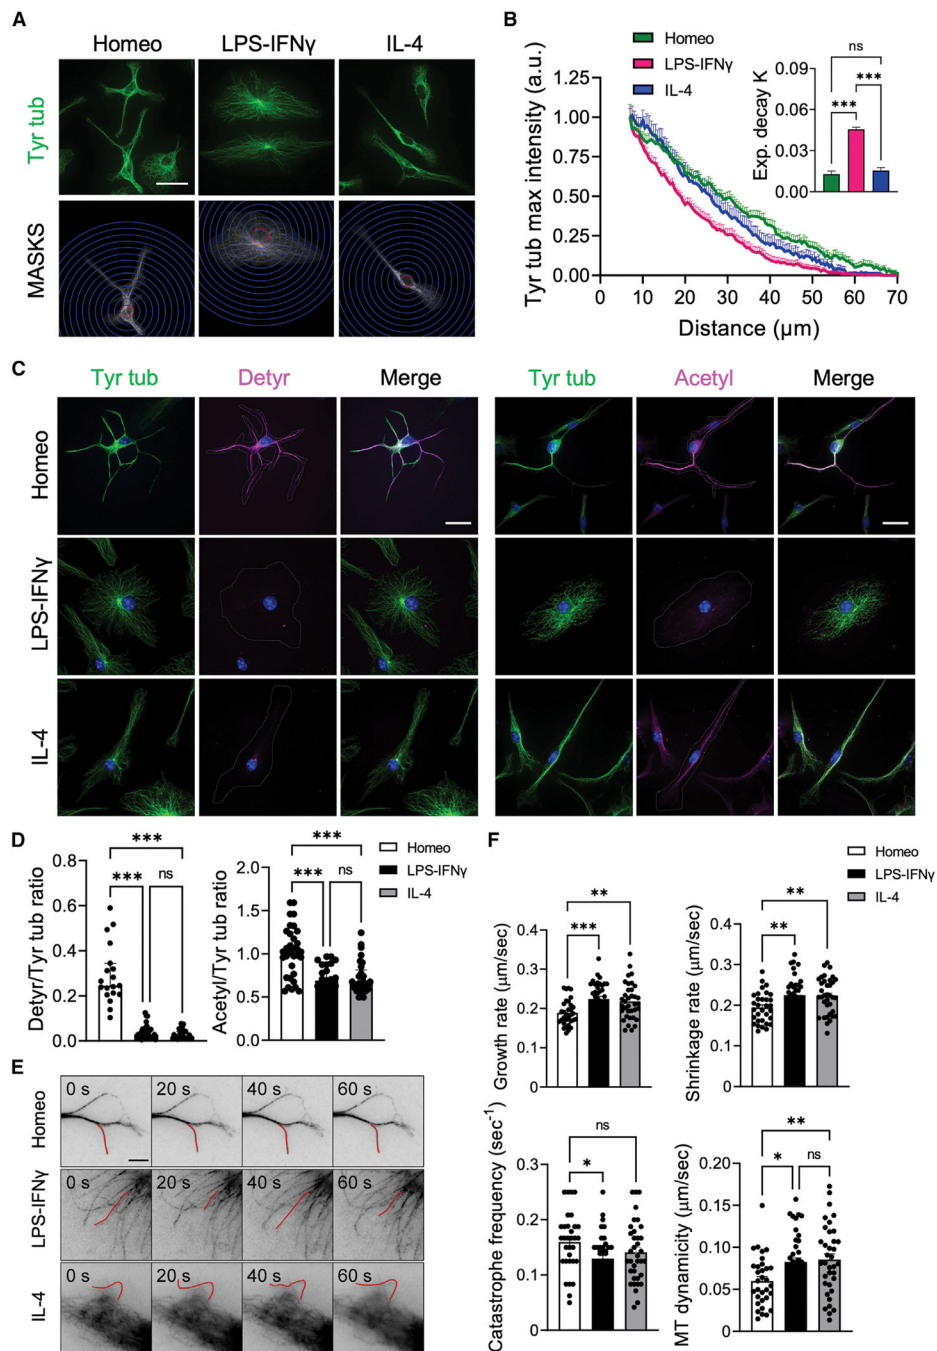 A
Homeo
LPS-IFNγ
IL-4
Tyr tub
MASKS
B
Homeo
LPS-IFNγ
IL-4
Tyr tub max intensity (a.u.)
1.25
1.00
0.75
0.50
0.25
0.00
0 10 20 30 40 50 60 70
Distance (µm)
Exp. decay K
0.09
0.06
0.03
0.00
ns
*** ***
C
Tyr tub Detyr Merge Tyr tub Acetyl Merge
Homeo
LPS-IFNγ
IL-4
D
Detyr/Tyr tub ratio
0.8
0.6
0.4
0.2
0.0
***
*** ns
Acetyl/Tyr tub ratio
2.0
1.5
1.0
0.5
0.0
***
*** ns
Homeo
LPS-IFNγ
IL-4
E
Homeo
0 s 20 s 40 s 60 s
LPS-IFNγ
0 s 20 s 40 s 60 s
IL-4
0 s 20 s 40 s 60 s
F
Homeo
LPS-IFNγ
IL-4
Growth rate (µm/sec)
0.4
0.3
0.2
0
**
***
Shrinkage rate (µm/sec)
0.4
0.3
0.2
0
**
**
Catastrophe frequency (sec⁻¹)
0.3
0.2
0.1
0
ns
*
MT dynamicity (µm/sec)
0.20
0.15
0.10
0.05
0
**
* ns